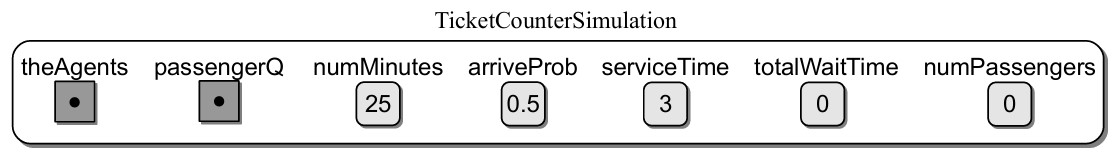 TicketCounterSimulation
theAgents passengerQ numMinutes arriveProb serviceTime totalWaitTime numPassengers
25 0.5 3 0 0